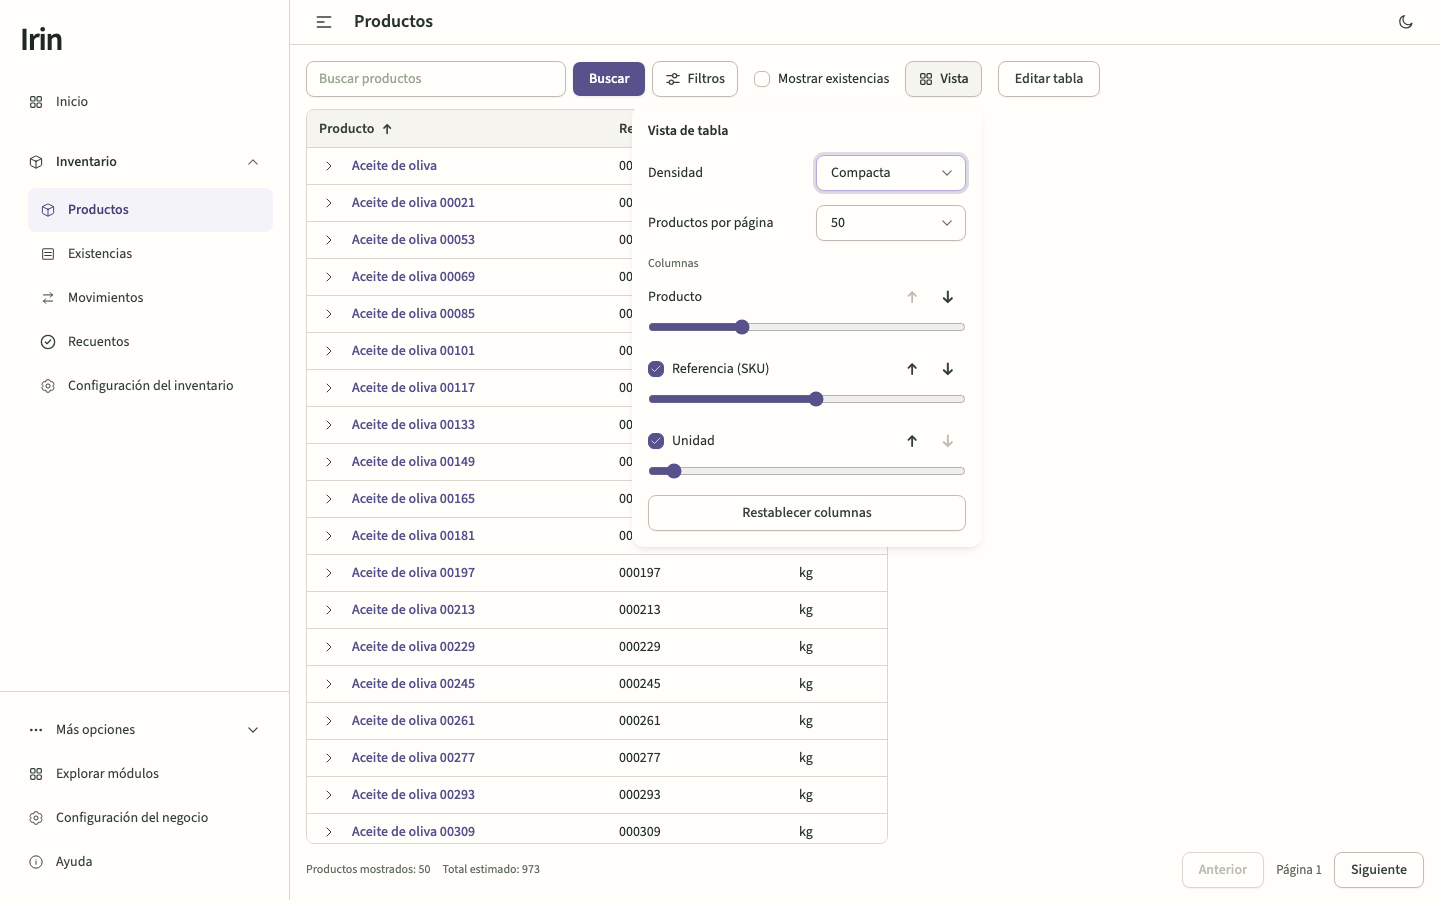 Irin
Inicio
Inventario
Productos
Existencias
Movimientos
Recuentos
Configuración del inventario
Más opciones
Explorar módulos
Configuración del negocio
Ayuda
Productos
Buscar productos Buscar Filtros Mostrar existencias Vista Editar tabla
Producto
Aceite de oliva
Aceite de oliva 00021
Aceite de oliva 00053
Aceite de oliva 00069
Aceite de oliva 00085
Aceite de oliva 00101
Aceite de oliva 00117
Aceite de oliva 00133
Aceite de oliva 00149
Aceite de oliva 00165
Aceite de oliva 00181
Aceite de oliva 00197 000197 kg
Aceite de oliva 00213 000213 kg
Aceite de oliva 00229 000229 kg
Aceite de oliva 00245 000245 kg
Aceite de oliva 00261 000261 kg
Aceite de oliva 00277 000277 kg
Aceite de oliva 00293 000293 kg
Aceite de oliva 00309 000309 kg
Vista de tabla
Densidad Compacta
Productos por página 50
Columnas
Producto
Referencia (SKU)
Unidad
Restablecer columnas
Productos mostrados: 50 Total estimado: 973
Anterior Página 1 Siguiente